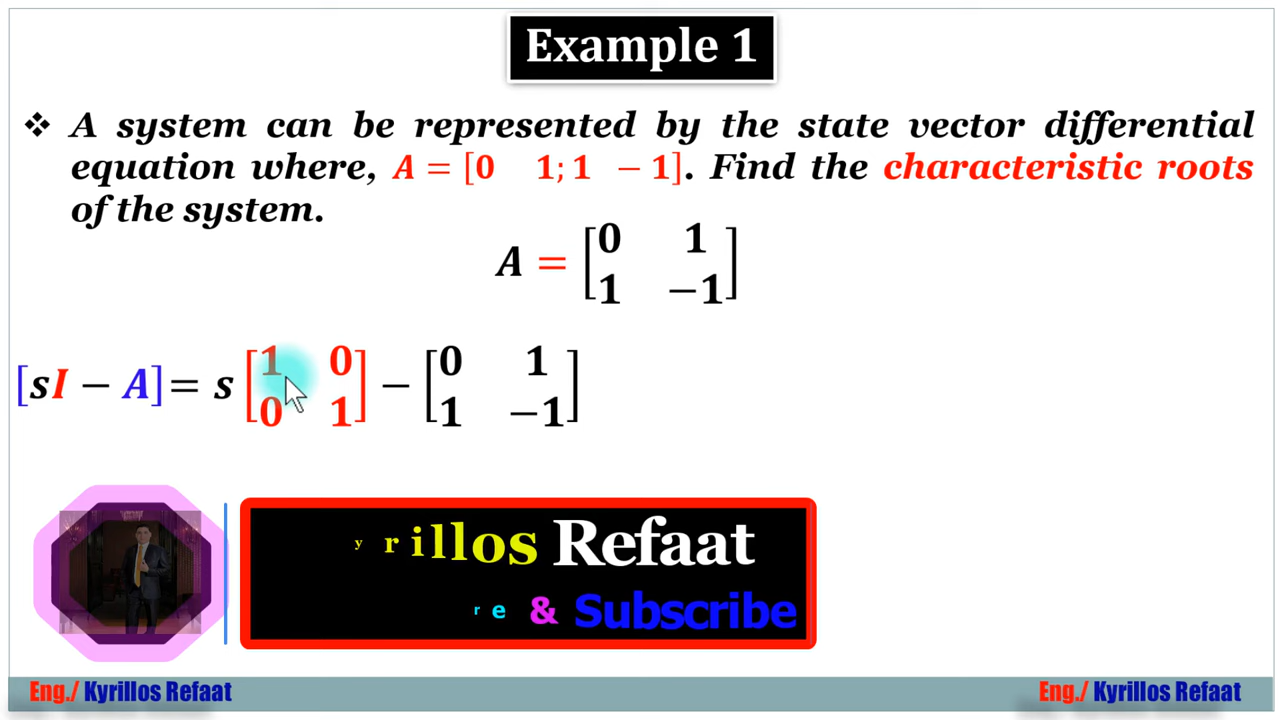 Example 1
❖ A system can be represented by the state vector differential
equation where, A = [0 1; 1 −1]. Find the characteristic roots
of the system.
A = [0 1
1 −1]
[sI − A] = s [1 0
0 1] − [0 1
1 −1]
yrillos Refaat
re & Subscribe
Eng./ Kyrillos Refaat
Eng./ Kyrillos Refaat